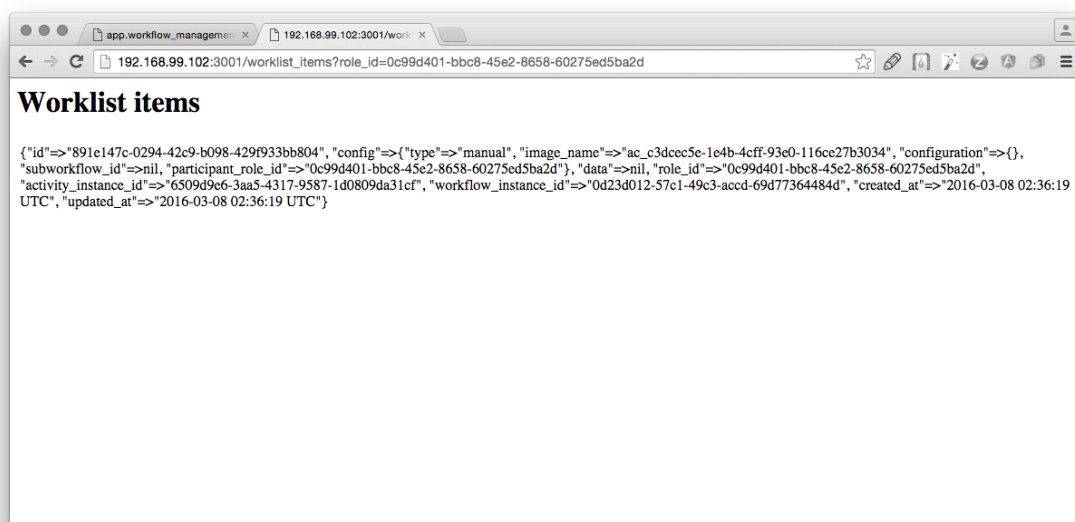 app.workflow_managemen
192.168.99.102:3001/work
192.168.99.102:3001/worklist_items?role_id=0c99d401-bbc8-45e2-8658-60275ed5ba2d
Worklist items
{"id"=>"891e147c-0294-42c9-b098-429f933bb804", "config"=>{"type"=>"manual", "image_name"=>"ac_c3dcec5e-1e4b-4cff-93e0-116ce27b3034", "configuration"=>{},
"subworkflow_id"=>nil, "participant_role_id"=>"0c99d401-bbc8-45e2-8658-60275ed5ba2d"}, "data"=>nil, "role_id"=>"0c99d401-bbc8-45e2-8658-60275ed5ba2d",
"activity_instance_id"=>"6509d9e6-3aa5-4317-9587-1d0809da31cf", "workflow_instance_id"=>"0d23d012-57c1-49c3-accd-69d77364484d", "created_at"=>"2016-03-08 02:36:19
UTC", "updated_at"=>"2016-03-08 02:36:19 UTC"}